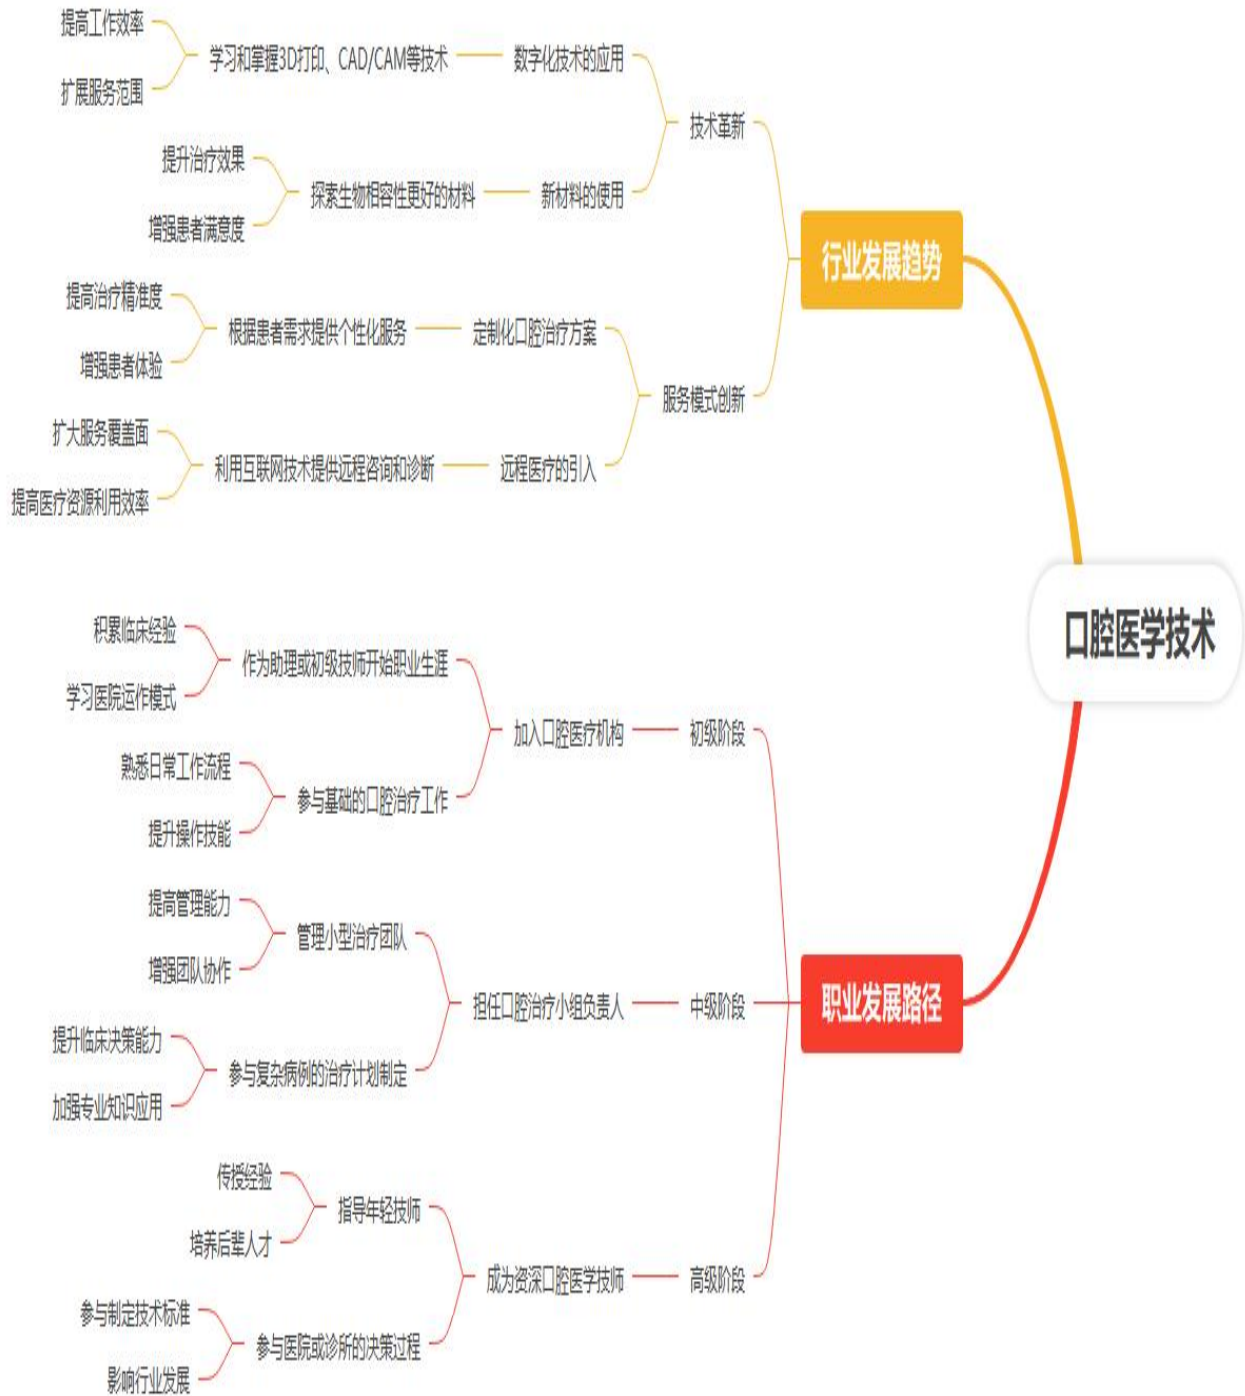 提高工作效率
学习和掌握3D打印、CAD/CAM等技术
数字化技术的应用
扩展服务范围
技术革新
提升治疗效果
探索生物相容性更好的材料
新材料的使用
增强患者满意度
行业发展趋势
提高治疗精准度
根据患者需求提供个性化服务
定制化口腔治疗方案
增强患者体验
服务模式创新
扩大服务覆盖面
利用互联网技术提供远程咨询和诊断
远程医疗的引入
提高医疗资源利用效率
口腔医学技术
积累临床经验
作为助理或初级技师开始职业生涯
学习医院运作模式
加入口腔医疗机构
初级阶段
熟悉日常工作流程
参与基础的口腔治疗工作
提升操作技能
提高管理能力
管理小型治疗团队
增强团队协作
担任口腔治疗小组负责人
中级阶段
职业发展路径
提升临床决策能力
参与复杂病例的治疗计划制定
加强专业知识应用
传授经验
指导年轻技师
培养后辈人才
成为资深口腔医学技师
高级阶段
参与制定技术标准
参与医院或诊所的决策过程
影响行业发展